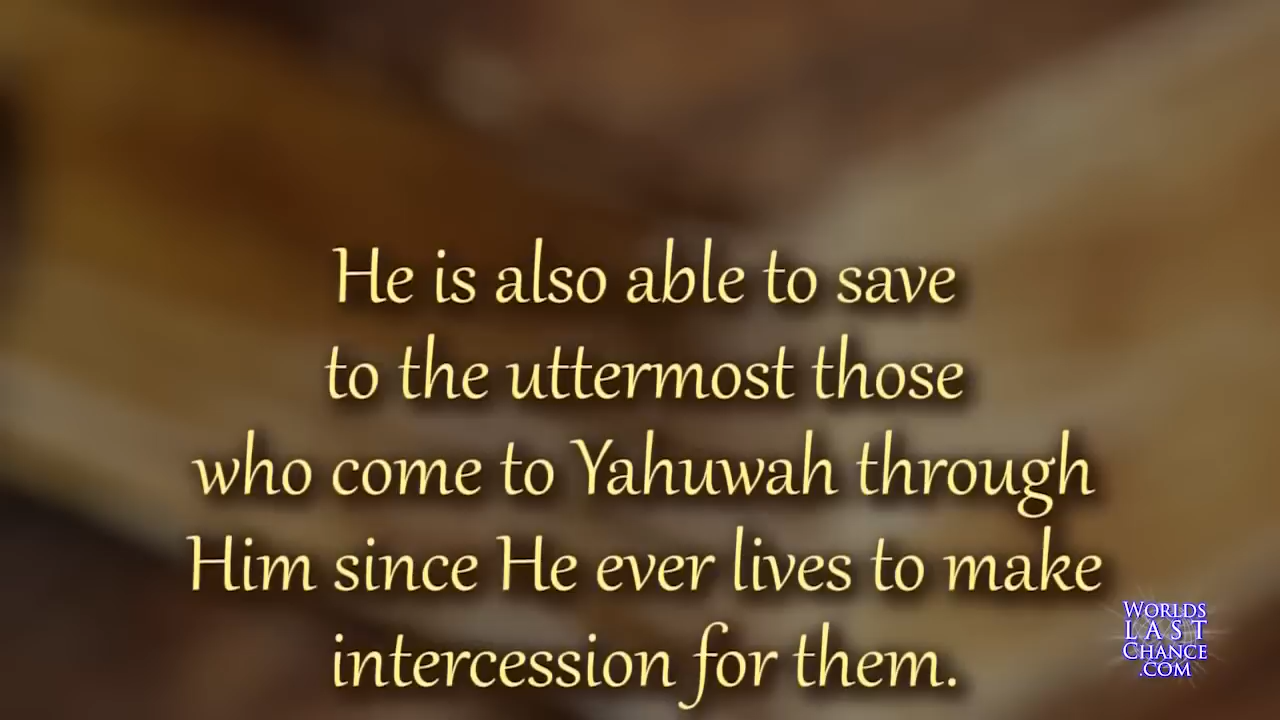 He is also able to save
to the uttermost those
who come to Yahuwah through
Him since He ever lives to make
intercession for them.
WORLDS
LAST
CHANCE
.COM